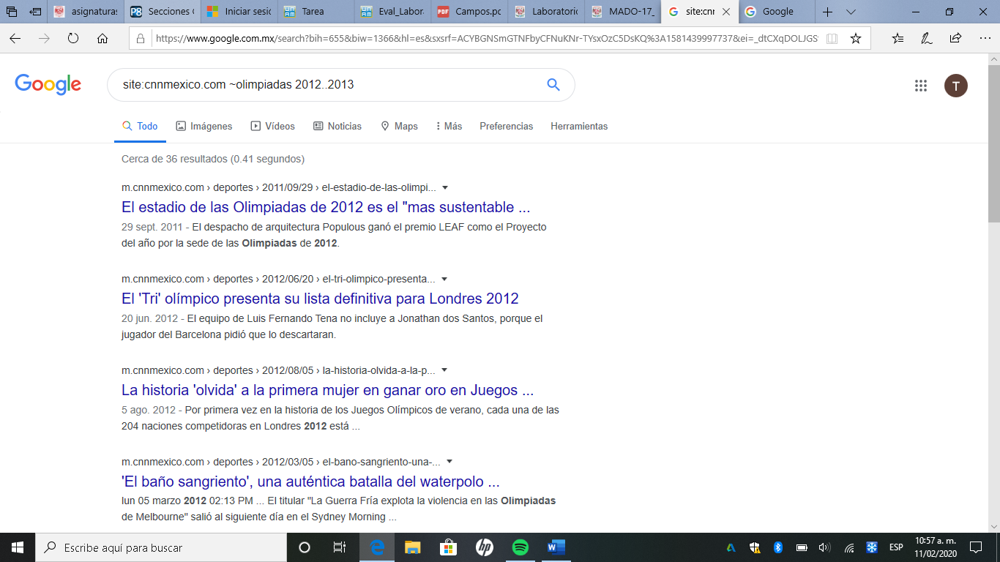 asignaturas
Secciones C
Iniciar sesic
Tarea
Eval_Labora
Campos.pc
Laboratorio
MADO-17_
site:cnn
Google
https://www.google.com.mx/search?bih=655&biw=1366&hl=es&sxsrf=ACYBGNSmGTNFbyCFNuKNr-TYsxOzC5DsKQ%3A1581439997737&ei=_dtCXqDOLJGS
Google
site:cnnmexico.com ~olimpiadas 2012..2013
T
Todo
Imágenes
Vídeos
Noticias
Maps
Más
Preferencias
Herramientas
Cerca de 36 resultados (0.41 segundos)
m.cnnmexico.com › deportes › 2011/09/29 › el-estadio-de-las-olimpi...
El estadio de las Olimpiadas de 2012 es el "mas sustentable ...
29 sept. 2011 - El despacho de arquitectura Populous ganó el premio LEAF como el Proyecto
del año por la sede de las Olimpiadas de 2012.
m.cnnmexico.com › deportes › 2012/06/20 › el-tri-olimpico-presenta...
El 'Tri' olímpico presenta su lista definitiva para Londres 2012
20 jun. 2012 - El equipo de Luis Fernando Tena no incluye a Jonathan dos Santos, porque el
jugador del Barcelona pidió que lo descartaran.
m.cnnmexico.com › deportes › 2012/08/05 › la-historia-olvida-a-la-p...
La historia 'olvida' a la primera mujer en ganar oro en Juegos ...
5 ago. 2012 - Por primera vez en la historia de los Juegos Olímpicos de verano, cada una de las
204 naciones competidoras en Londres 2012 está ...
m.cnnmexico.com › deportes › 2012/03/05 › el-bano-sangriento-una-...
'El baño sangriento', una auténtica batalla del waterpolo ...
lun 05 marzo 2012 02:13 PM ... El titular "La Guerra Fría explota la violencia en las Olimpiadas
de Melbourne" salió al siguiente día en el Sydney Morning ...
Escribe aquí para buscar
ESP
10:57 a. m.
11/02/2020